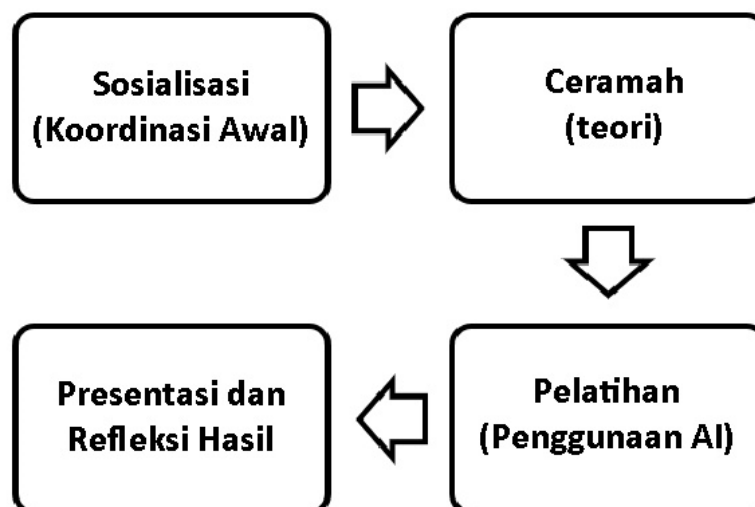 Sosialisasi
(Koordinasi Awal)
Ceramah
(teori)
Pelatihan
(Penggunaan AI)
Presentasi dan
Refleksi Hasil